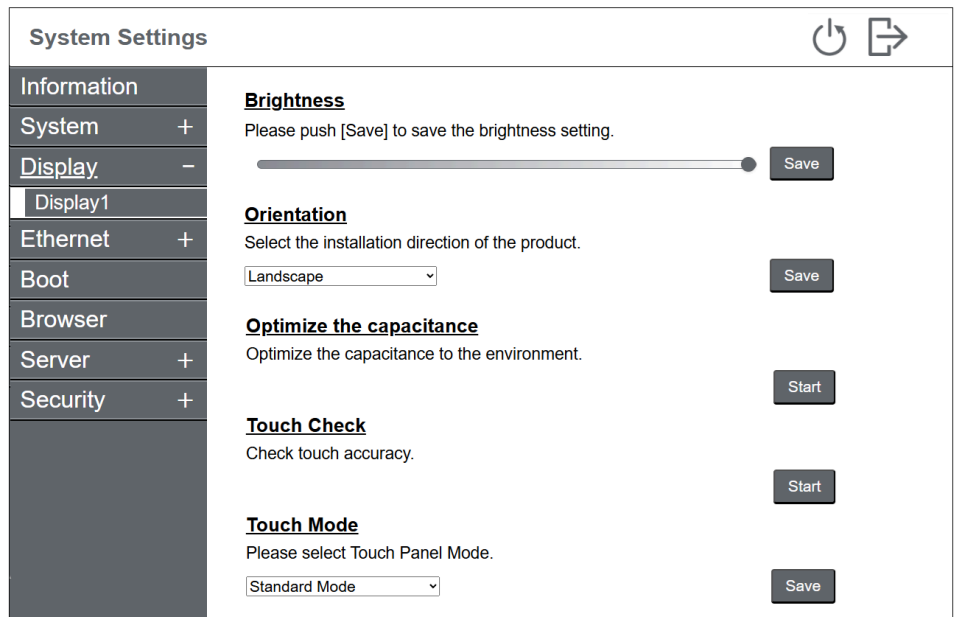 System Settings
Information
System +
Display −
Display1
Ethernet +
Boot
Browser
Server +
Security +
Brightness
Please push [Save] to save the brightness setting.
Save
Orientation
Select the installation direction of the product.
Landscape
Save
Optimize the capacitance
Optimize the capacitance to the environment.
Start
Touch Check
Check touch accuracy.
Start
Touch Mode
Please select Touch Panel Mode.
Standard Mode
Save